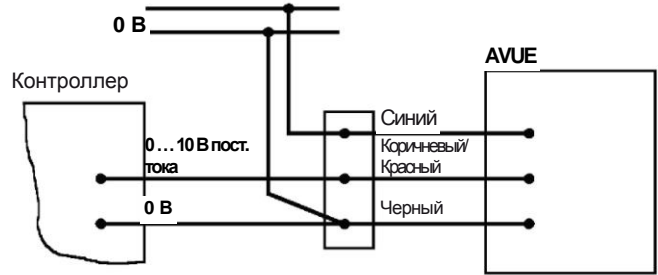 0 В
AVUE
Контроллер
Синий
0…10 В пост.
тока
Коричневый/
Красный
0 В
Черный